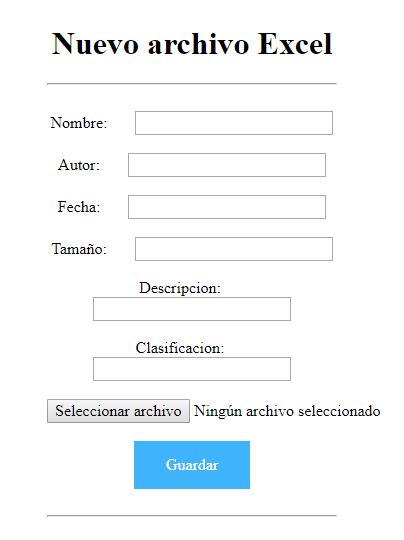 Nuevo archivo Excel
Nombre:
Autor:
Fecha:
Tamaño:
Descripcion:
Clasificacion:
Seleccionar archivo Ningún archivo seleccionado
Guardar